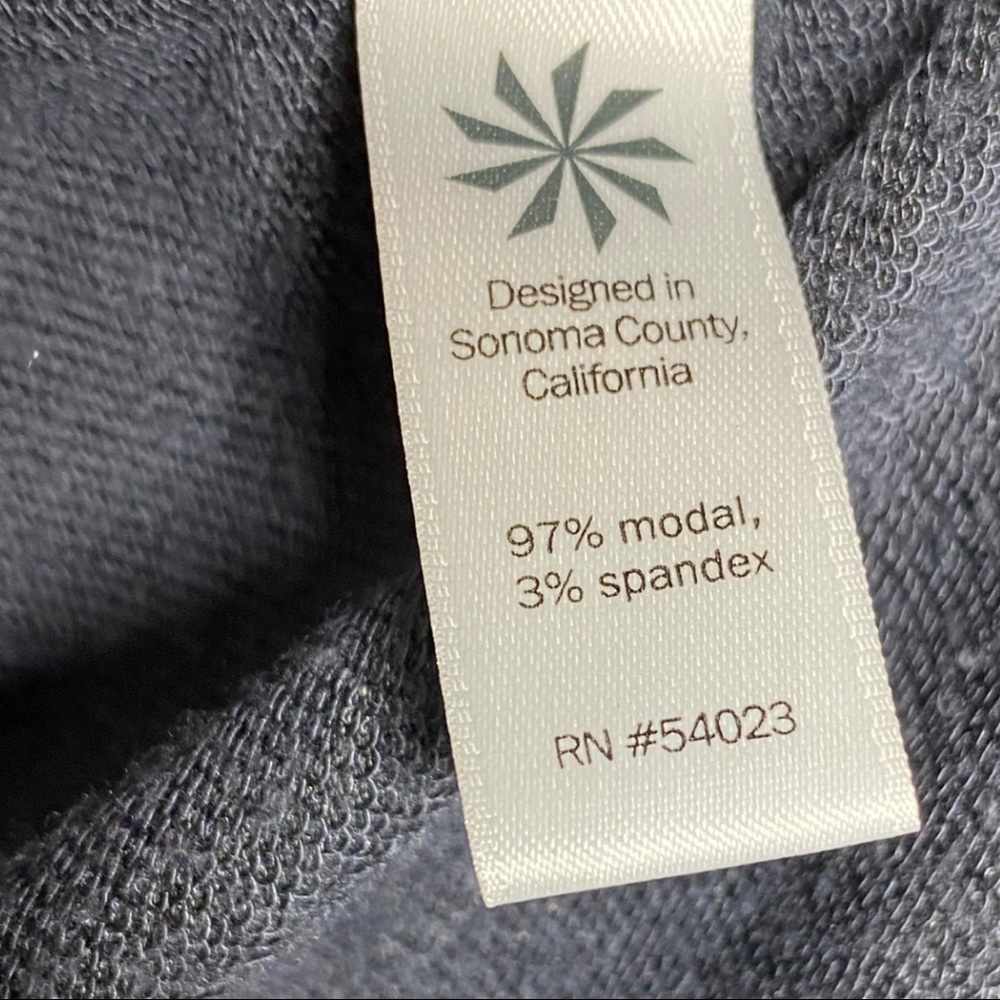 Designed in
Sonoma County,
California
97% modal,
3% spandex
RN #54023